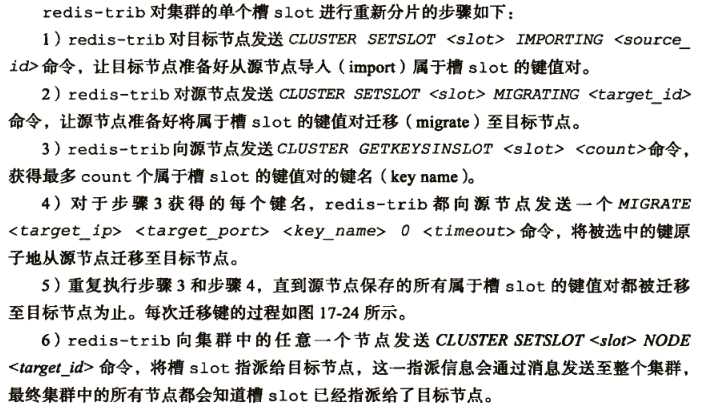 redis-trib 对集群的单个槽 slot 进行重新分片的步骤如下：
1）redis-trib 对目标节点发送 CLUSTER SETSLOT <slot> IMPORTING <source_
id> 命令，让目标节点准备好从源节点导入（import）属于槽 slot 的键值对。
2）redis-trib 对源节点发送 CLUSTER SETSLOT <slot> MIGRATING <target_id>
命令，让源节点准备好将属于槽 slot 的键值对迁移（migrate）至目标节点。
3）redis-trib 向源节点发送 CLUSTER GETKEYSINSLOT <slot> <count>命令，
获得最多 count 个属于槽 slot 的键值对的键名（key name）。
4）对于步骤 3 获得的每个键名，redis-trib 都向源节点发送一个 MIGRATE
<target_ip> <target_port> <key_name> 0 <timeout> 命令，将被选中的键原
子地从源节点迁移至目标节点。
5）重复执行步骤 3 和步骤 4，直到源节点保存的所有属于槽 slot 的键值对都被迁移
至目标节点为止。每次迁移键的过程如图 17-24 所示。
6）redis-trib 向集群中的任意一个节点发送 CLUSTER SETSLOT <slot> NODE
<target_id> 命令，将槽 slot 指派给目标节点，这一指派信息会通过消息发送至整个集群，
最终集群中的所有节点都会知道槽 slot 已经指派给了目标节点。